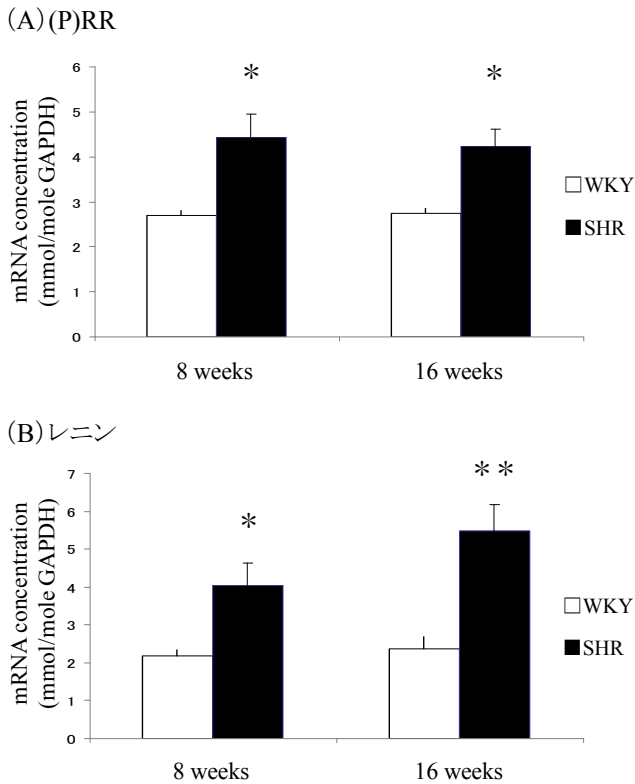 (A) (P)RR
mRNA concentration
(mmol/mole GAPDH)
6
5
4
3
2
1
0
*
*
8 weeks
16 weeks
WKY
SHR
(B) レニン
mRNA concentration
(mmol/mole GAPDH)
7
6
5
4
3
2
1
0
*
**
8 weeks
16 weeks
WKY
SHR